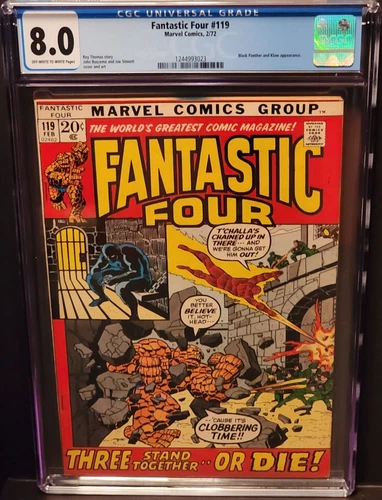 CGC UNIVERSAL GRADE
8.0
OFF-WHITE TO WHITE Pages
Fantastic Four #119
Marvel Comics, 2/72
Roy Thomas story
John Buscema and Joe Sinnott
cover and art
1244993023
Black Panther and Klaw appearance.
FANTASTIC FOUR
MARVEL COMICS GROUP
119
FEB
02462
20¢
THE WORLD'S GREATEST COMIC MAGAZINE!
FANTASTIC
FOUR
T'CHALLA'S
CHAINED UP IN
THERE... AND
WE'RE GONNA GET
HIM OUT!
YOU
BETTER
BELIEVE
IT, HOT-
HEAD...
...'CAUSE IT'S
CLOBBERING
TIME!!
THREE STAND TOGETHER.. OR DIE!